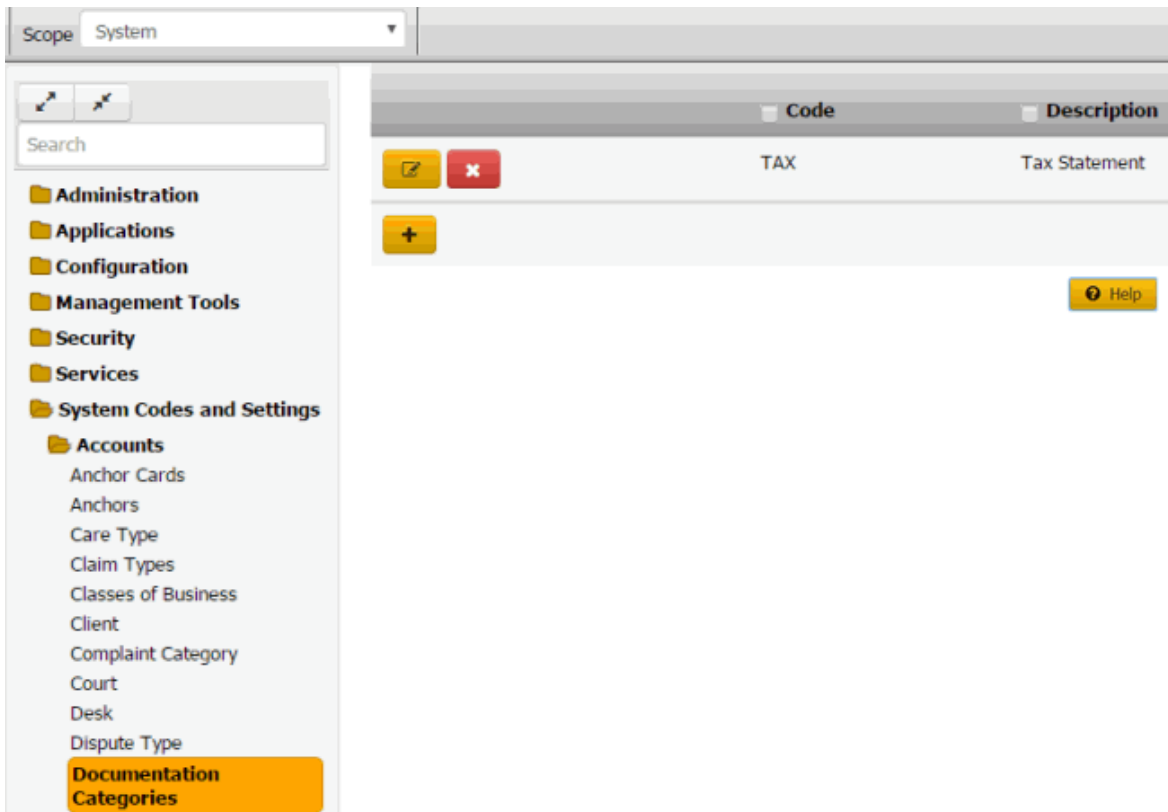 Scope System
Search
Administration
Applications
Configuration
Management Tools
Security
Services
System Codes and Settings
Accounts
Anchor Cards
Anchors
Care Type
Claim Types
Classes of Business
Client
Complaint Category
Court
Desk
Dispute Type
Documentation
Categories
Code Description
TAX Tax Statement
Help